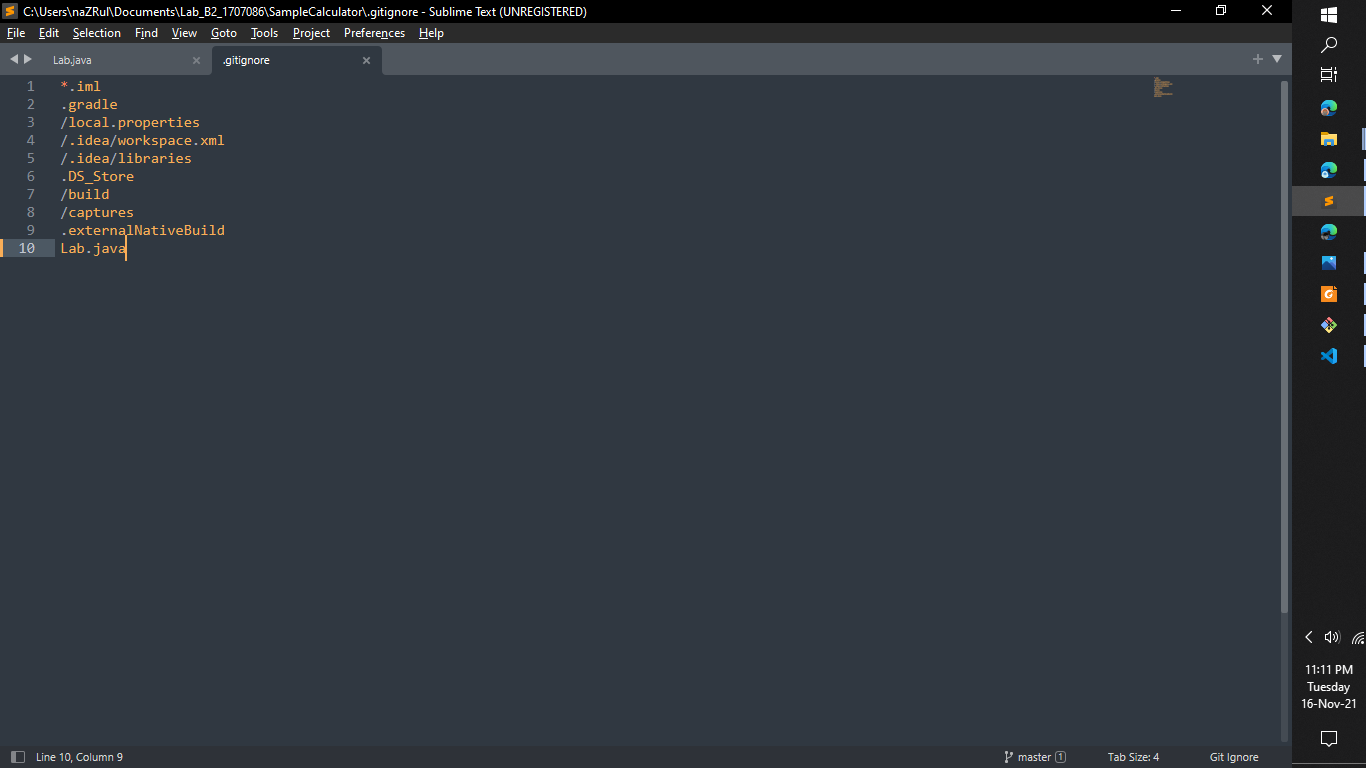 C:\Users\naZRul\Documents\Lab_B2_1707086\SampleCalculator\.gitignore - Sublime Text (UNREGISTERED)
File Edit Selection Find View Goto Tools Project Preferences Help
Lab.java .gitignore
1 *.iml
2 .gradle
3 /local.properties
4 /.idea/workspace.xml
5 /.idea/libraries
6 .DS_Store
7 /build
8 /captures
9 .externalNativeBuild
10 Lab.java
Line 10, Column 9 master 1 Tab Size: 4 Git Ignore
11:11 PM
Tuesday
16-Nov-21